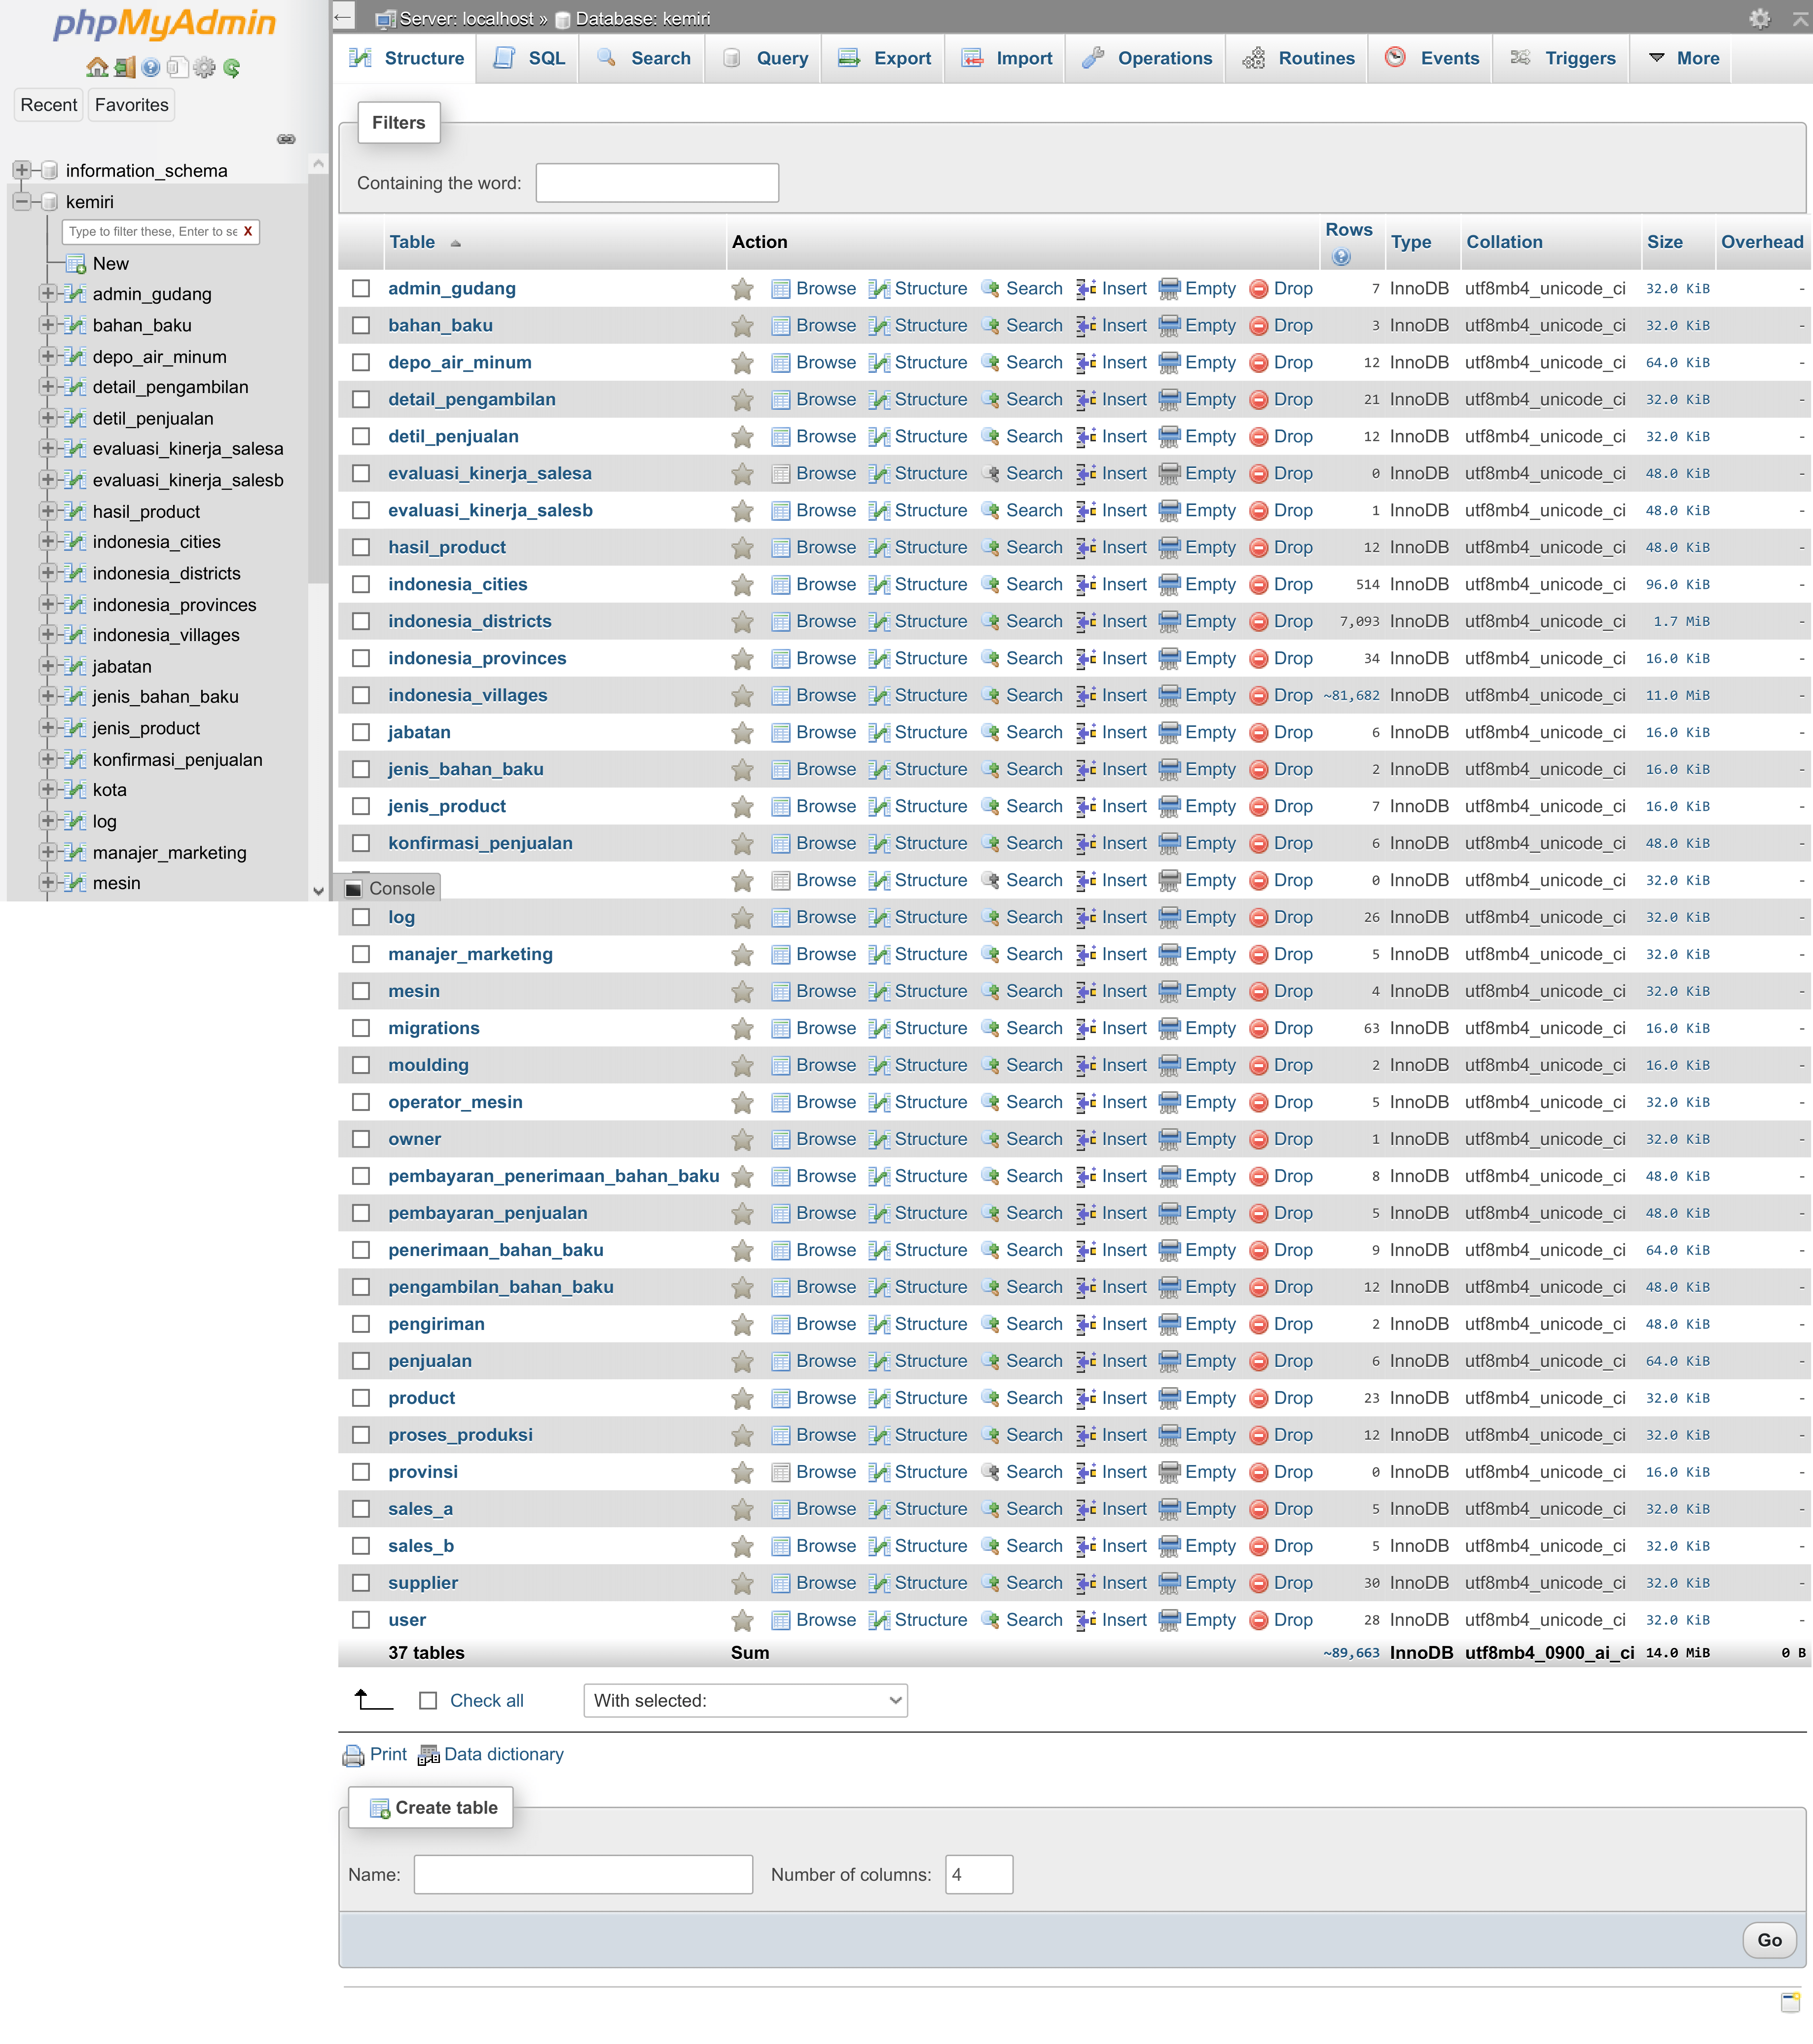 phpMyAdmin
Recent Favorites
information_schema
kemiri
Type to filter these, Enter to se X
New
admin_gudang
bahan_baku
depo_air_minum
detail_pengambilan
detil_penjualan
evaluasi_kinerja_salesa
evaluasi_kinerja_salesb
hasil_product
indonesia_cities
indonesia_districts
indonesia_provinces
indonesia_villages
jabatan
jenis_bahan_baku
jenis_product
konfirmasi_penjualan
kota
log
manajer_marketing
mesin
Server: localhost » Database: kemiri
Structure SQL Search Query Export Import Operations Routines Events Triggers More
Filters
Containing the word:
Table Action Rows Type Collation Size Overhead
admin_gudang Browse Structure Search Insert Empty Drop 7 InnoDB utf8mb4_unicode_ci 32.0 KiB -
bahan_baku Browse Structure Search Insert Empty Drop 3 InnoDB utf8mb4_unicode_ci 32.0 KiB -
depo_air_minum Browse Structure Search Insert Empty Drop 12 InnoDB utf8mb4_unicode_ci 64.0 KiB -
detail_pengambilan Browse Structure Search Insert Empty Drop 21 InnoDB utf8mb4_unicode_ci 32.0 KiB -
detil_penjualan Browse Structure Search Insert Empty Drop 12 InnoDB utf8mb4_unicode_ci 32.0 KiB -
evaluasi_kinerja_salesa Browse Structure Search Insert Empty Drop 0 InnoDB utf8mb4_unicode_ci 48.0 KiB -
evaluasi_kinerja_salesb Browse Structure Search Insert Empty Drop 1 InnoDB utf8mb4_unicode_ci 48.0 KiB -
hasil_product Browse Structure Search Insert Empty Drop 12 InnoDB utf8mb4_unicode_ci 48.0 KiB -
indonesia_cities Browse Structure Search Insert Empty Drop 514 InnoDB utf8mb4_unicode_ci 96.0 KiB -
indonesia_districts Browse Structure Search Insert Empty Drop 7,093 InnoDB utf8mb4_unicode_ci 1.7 MiB -
indonesia_provinces Browse Structure Search Insert Empty Drop 34 InnoDB utf8mb4_unicode_ci 16.0 KiB -
indonesia_villages Browse Structure Search Insert Empty Drop ~81,682 InnoDB utf8mb4_unicode_ci 11.0 MiB -
jabatan Browse Structure Search Insert Empty Drop 6 InnoDB utf8mb4_unicode_ci 16.0 KiB -
jenis_bahan_baku Browse Structure Search Insert Empty Drop 2 InnoDB utf8mb4_unicode_ci 16.0 KiB -
jenis_product Browse Structure Search Insert Empty Drop 7 InnoDB utf8mb4_unicode_ci 16.0 KiB -
konfirmasi_penjualan Browse Structure Search Insert Empty Drop 6 InnoDB utf8mb4_unicode_ci 48.0 KiB -
Console Browse Structure Search Insert Empty Drop 0 InnoDB utf8mb4_unicode_ci 32.0 KiB -
log Browse Structure Search Insert Empty Drop 26 InnoDB utf8mb4_unicode_ci 32.0 KiB -
manajer_marketing Browse Structure Search Insert Empty Drop 5 InnoDB utf8mb4_unicode_ci 32.0 KiB -
mesin Browse Structure Search Insert Empty Drop 4 InnoDB utf8mb4_unicode_ci 32.0 KiB -
migrations Browse Structure Search Insert Empty Drop 63 InnoDB utf8mb4_unicode_ci 16.0 KiB -
moulding Browse Structure Search Insert Empty Drop 2 InnoDB utf8mb4_unicode_ci 16.0 KiB -
operator_mesin Browse Structure Search Insert Empty Drop 5 InnoDB utf8mb4_unicode_ci 32.0 KiB -
owner Browse Structure Search Insert Empty Drop 1 InnoDB utf8mb4_unicode_ci 32.0 KiB -
pembayaran_penerimaan_bahan_baku Browse Structure Search Insert Empty Drop 8 InnoDB utf8mb4_unicode_ci 48.0 KiB -
pembayaran_penjualan Browse Structure Search Insert Empty Drop 5 InnoDB utf8mb4_unicode_ci 48.0 KiB -
penerimaan_bahan_baku Browse Structure Search Insert Empty Drop 9 InnoDB utf8mb4_unicode_ci 64.0 KiB -
pengambilan_bahan_baku Browse Structure Search Insert Empty Drop 12 InnoDB utf8mb4_unicode_ci 48.0 KiB -
pengiriman Browse Structure Search Insert Empty Drop 2 InnoDB utf8mb4_unicode_ci 48.0 KiB -
penjualan Browse Structure Search Insert Empty Drop 6 InnoDB utf8mb4_unicode_ci 64.0 KiB -
product Browse Structure Search Insert Empty Drop 23 InnoDB utf8mb4_unicode_ci 32.0 KiB -
proses_produksi Browse Structure Search Insert Empty Drop 12 InnoDB utf8mb4_unicode_ci 32.0 KiB -
provinsi Browse Structure Search Insert Empty Drop 0 InnoDB utf8mb4_unicode_ci 16.0 KiB -
sales_a Browse Structure Search Insert Empty Drop 5 InnoDB utf8mb4_unicode_ci 32.0 KiB -
sales_b Browse Structure Search Insert Empty Drop 5 InnoDB utf8mb4_unicode_ci 32.0 KiB -
supplier Browse Structure Search Insert Empty Drop 30 InnoDB utf8mb4_unicode_ci 32.0 KiB -
user Browse Structure Search Insert Empty Drop 28 InnoDB utf8mb4_unicode_ci 32.0 KiB -
37 tables Sum ~89,663 InnoDB utf8mb4_0900_ai_ci 14.0 MiB 0 B
Check all With selected:
Print Data dictionary
Create table
Name: Number of columns: 4
Go